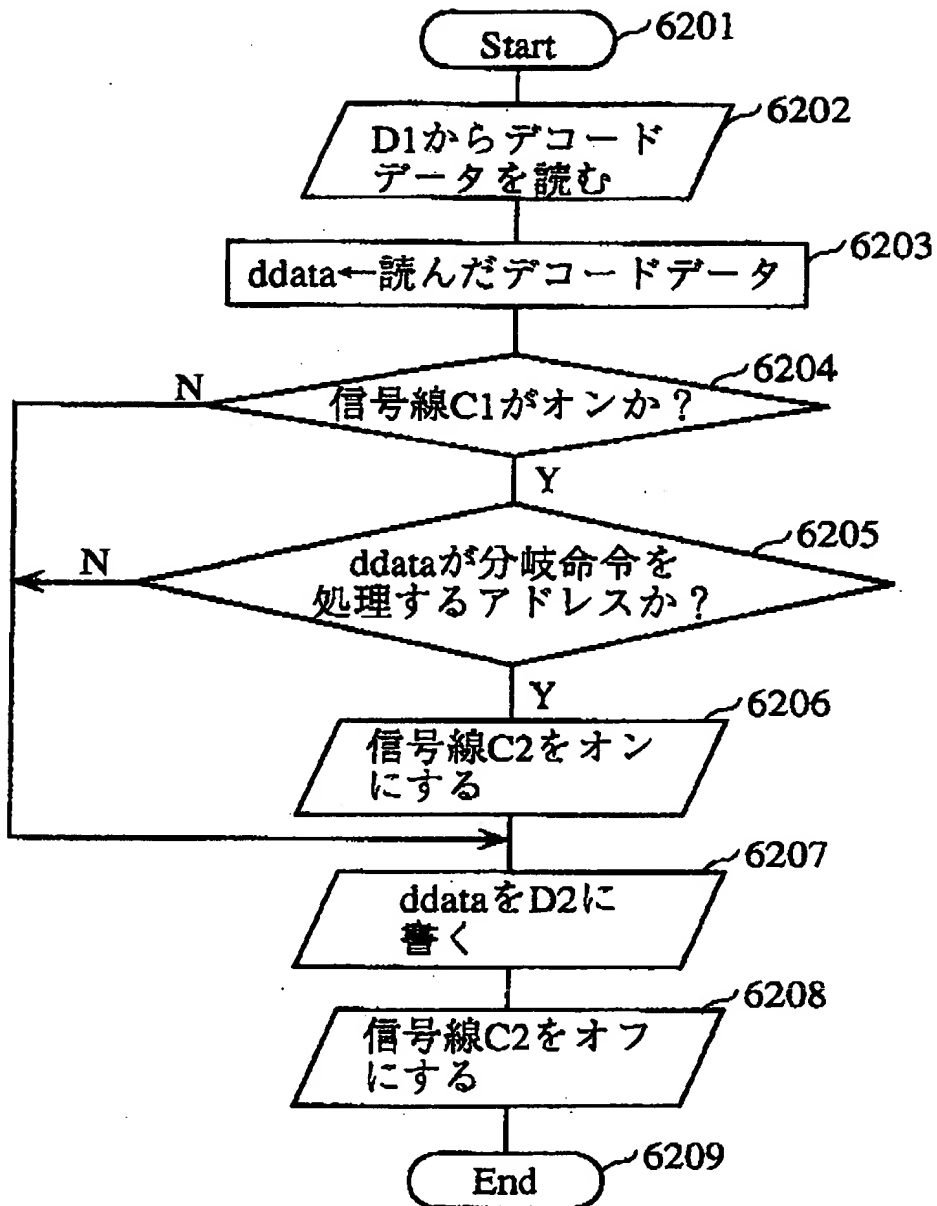 Start
6201
6202
D1からデコード
データを読む
6203
ddata←読んだデコードデータ
6204
N
信号線C1がオンか？
Y
6205
N
ddataが分岐命令を
処理するアドレスか？
Y
6206
信号線C2をオン
にする
6207
ddataをD2に
書く
6208
信号線C2をオフ
にする
6209
End